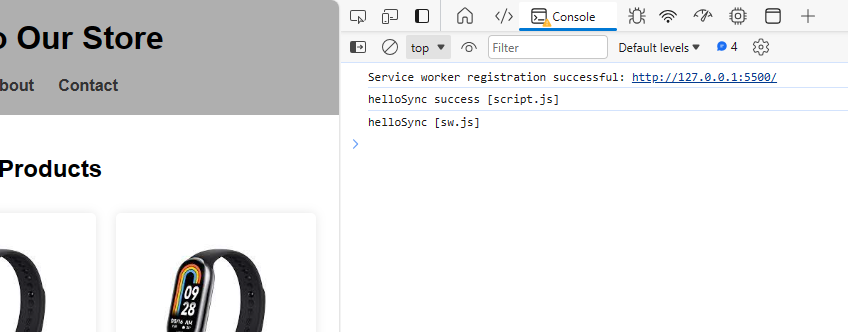 o Our Store
bout Contact
Products
09
28
Console
top
Filter
Default levels
4
Service worker registration successful: http://127.0.0.1:5500/
helloSync success [script.js]
helloSync [sw.js]